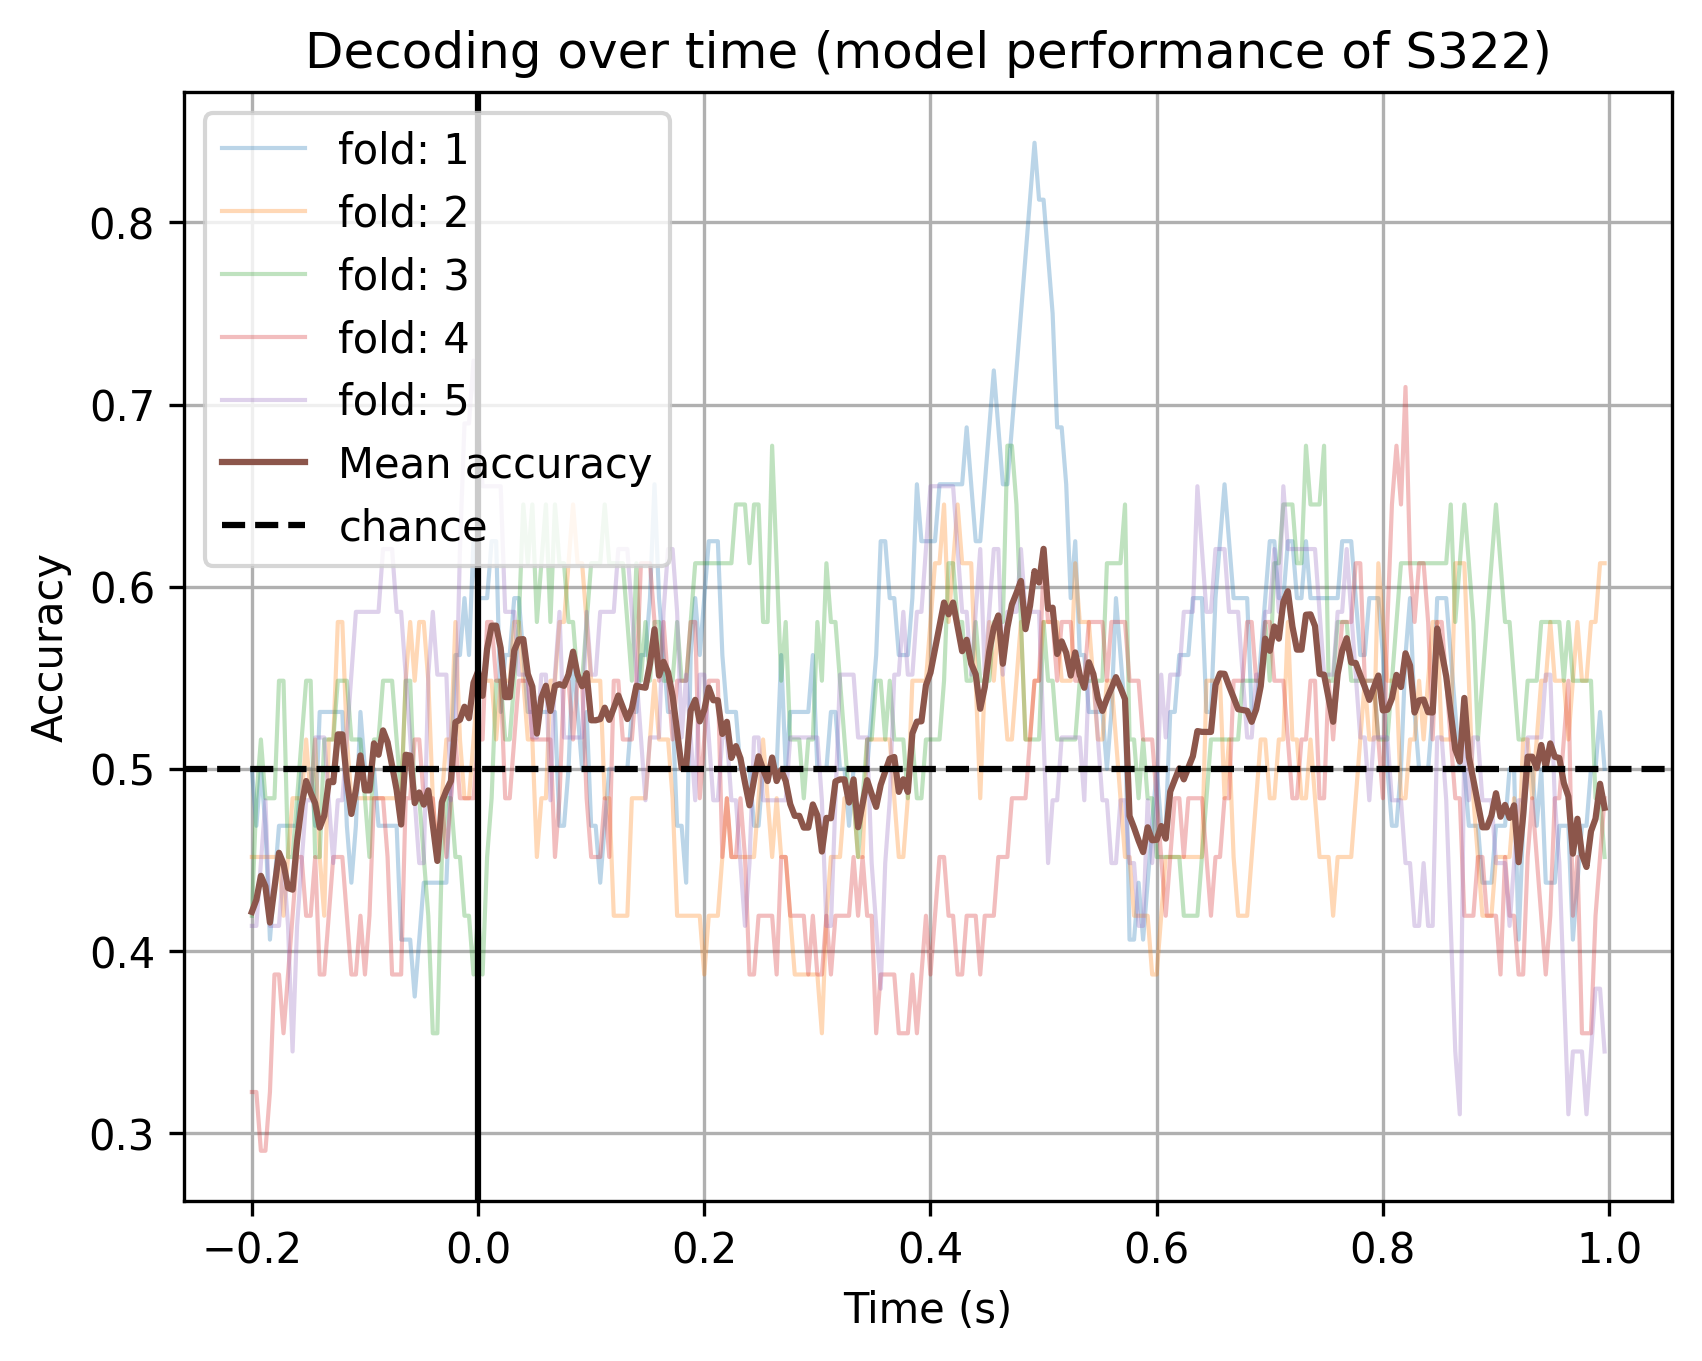 Decoding over time (model performance of S322)
fold: 1
fold: 2
fold: 3
fold: 4
fold: 5
Mean accuracy
chance
Accuracy
0.8
0.7
0.6
0.5
0.4
0.3
−0.2 0.0 0.2 0.4 0.6 0.8 1.0
Time (s)